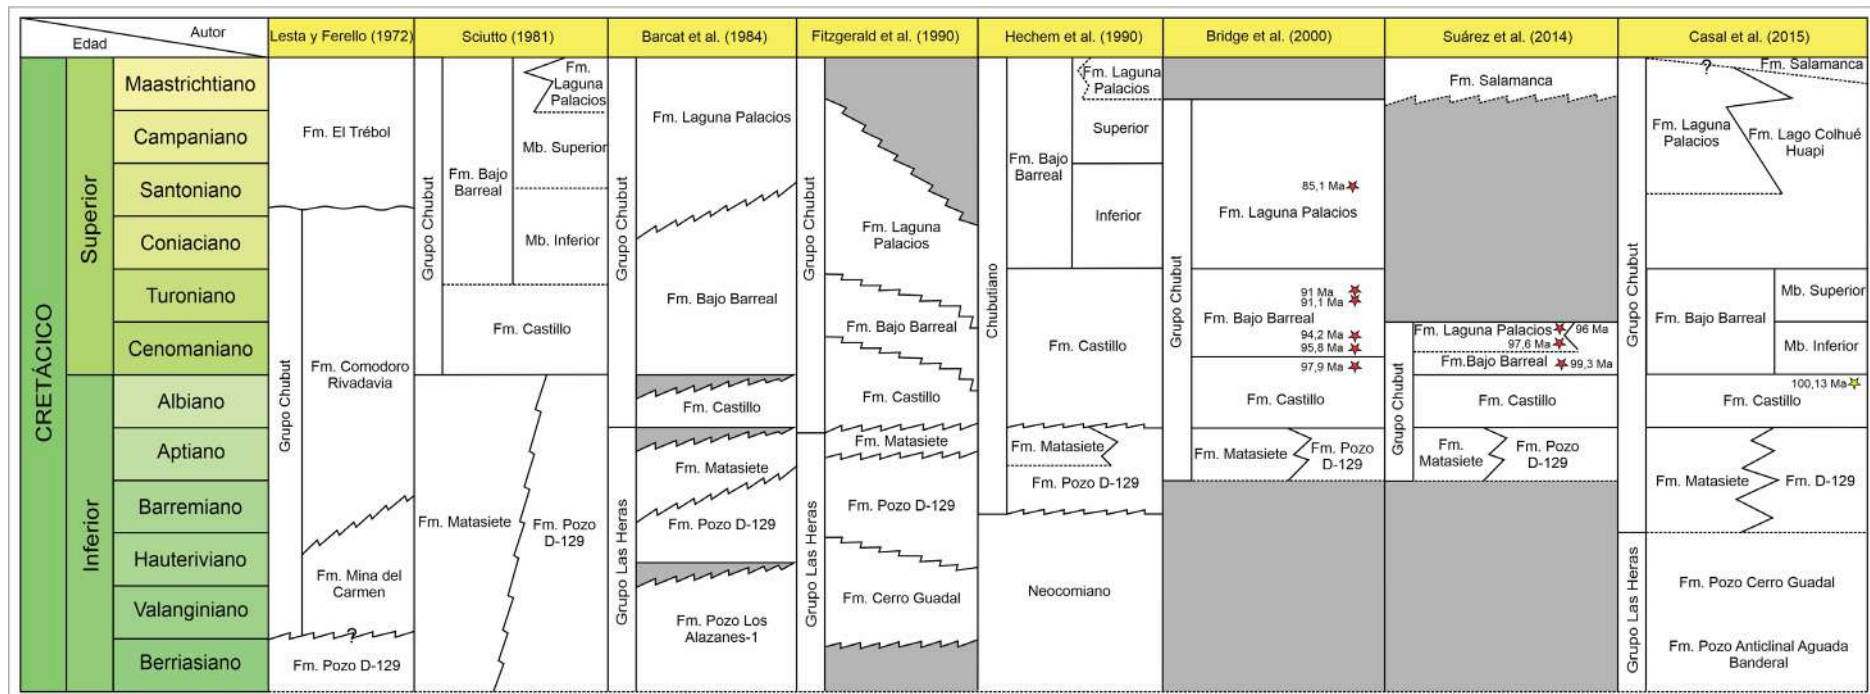 Autor
Edad
Lesta y Ferello (1972)
Sciutto (1981)
Barcat et al. (1984)
Fitzgerald et al. (1990)
Hechem et al. (1990)
Bridge et al. (2000)
Suárez et al. (2014)
Casal et al. (2015)
CRETÁCICO
Superior
Inferior
Maastrichtiano
Campaniano
Santoniano
Coniaciano
Turoniano
Cenomaniano
Albiano
Aptiano
Barremiano
Hauteriviano
Valanginiano
Berriasiano
Fm. El Trébol
Grupo Chubut
Fm. Comodoro
Rivadavia
Fm. Mina del
Carmen
?
Fm. Pozo D-129
Grupo Chubut
Fm. Bajo
Barreal
Fm.
Laguna
Palacios
Mb. Superior
Mb. Inferior
Fm. Castillo
Fm. Matasiete
Fm. Pozo
D-129
Grupo Chubut
Fm. Laguna Palacios
Fm. Bajo Barreal
Fm. Castillo
Grupo Las Heras
Fm. Matasiete
Fm. Pozo D-129
Fm. Pozo Los
Alazanes-1
Grupo Chubut
Fm. Laguna
Palacios
Fm. Bajo Barreal
Fm. Castillo
Grupo Las Heras
Fm. Matasiete
Fm. Pozo D-129
Fm. Cerro Guadal
Chubutiano
Fm. Laguna
Palacios
Fm. Bajo
Barreal
Superior
Inferior
Fm. Castillo
Fm. Matasiete
Fm. Pozo D-129
Neocomiano
Grupo Chubut
85,1 Ma
Fm. Laguna Palacios
91 Ma
91,1 Ma
Fm. Bajo Barreal
94,2 Ma
95,8 Ma
97,9 Ma
Fm. Castillo
Fm. Matasiete
Fm. Pozo
D-129
Fm. Salamanca
Grupo Chubut
Fm. Laguna Palacios
96 Ma
97,6 Ma
Fm.Bajo Barreal
99,3 Ma
Fm. Castillo
Fm.
Matasiete
Fm. Pozo
D-129
Grupo Chubut
?
Fm. Salamanca
Fm. Laguna
Palacios
Fm. Lago Colhué
Huapi
Fm. Bajo Barreal
Mb. Superior
Mb. Inferior
100,13 Ma
Fm. Castillo
Fm. Matasiete
Fm. D-129
Grupo Las Heras
Fm. Pozo Cerro Guadal
Fm. Pozo Anticlinal Aguada
Banderal